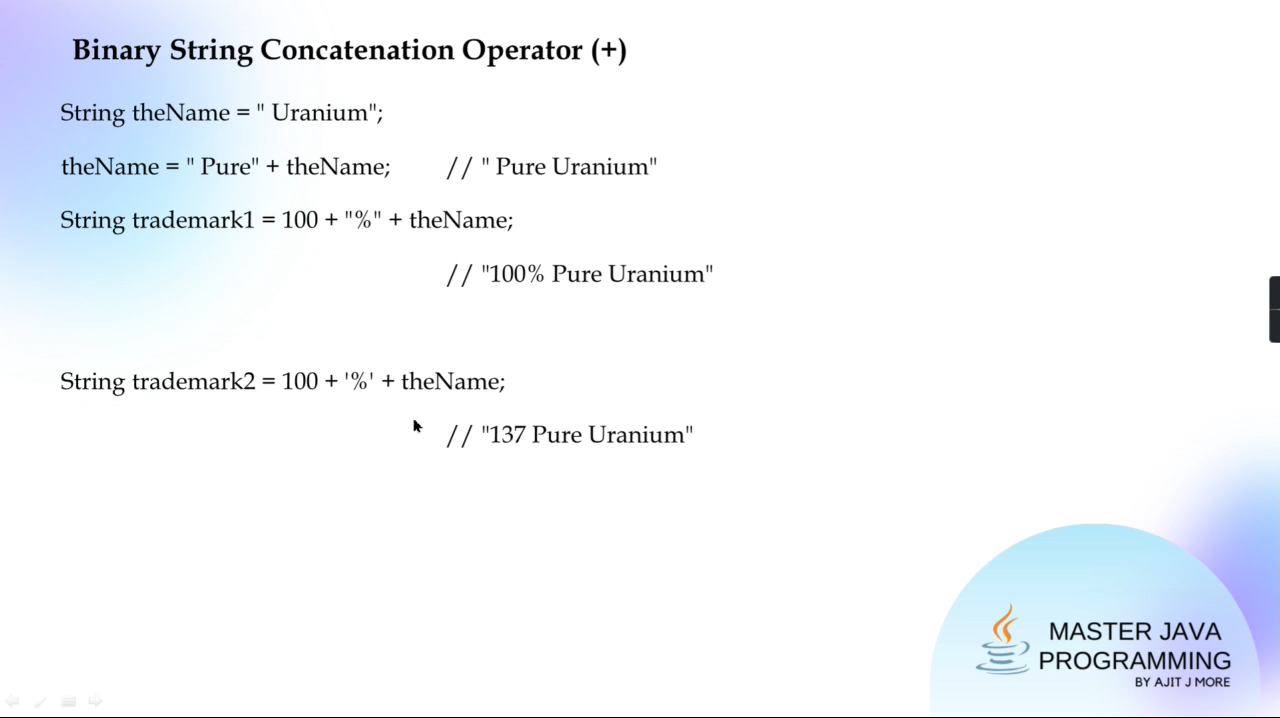 Binary String Concatenation Operator (+)
String theName = " Uranium";
theName = " Pure" + theName; // " Pure Uranium"
String trademark1 = 100 + "%" + theName;
// "100% Pure Uranium"
String trademark2 = 100 + '%' + theName;
// "137 Pure Uranium"
MASTER JAVA
PROGRAMMING
BY AJIT J MORE